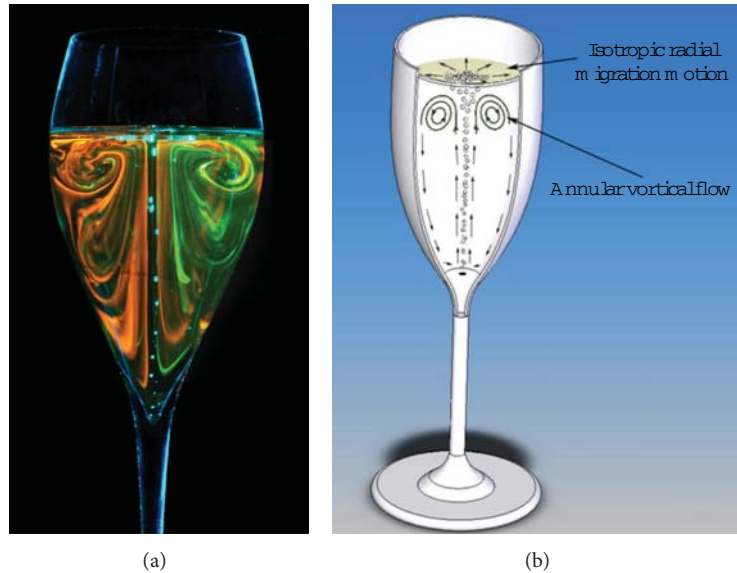 Isotropic radial
migration motion
Annular vortical flow
(a)
(b)